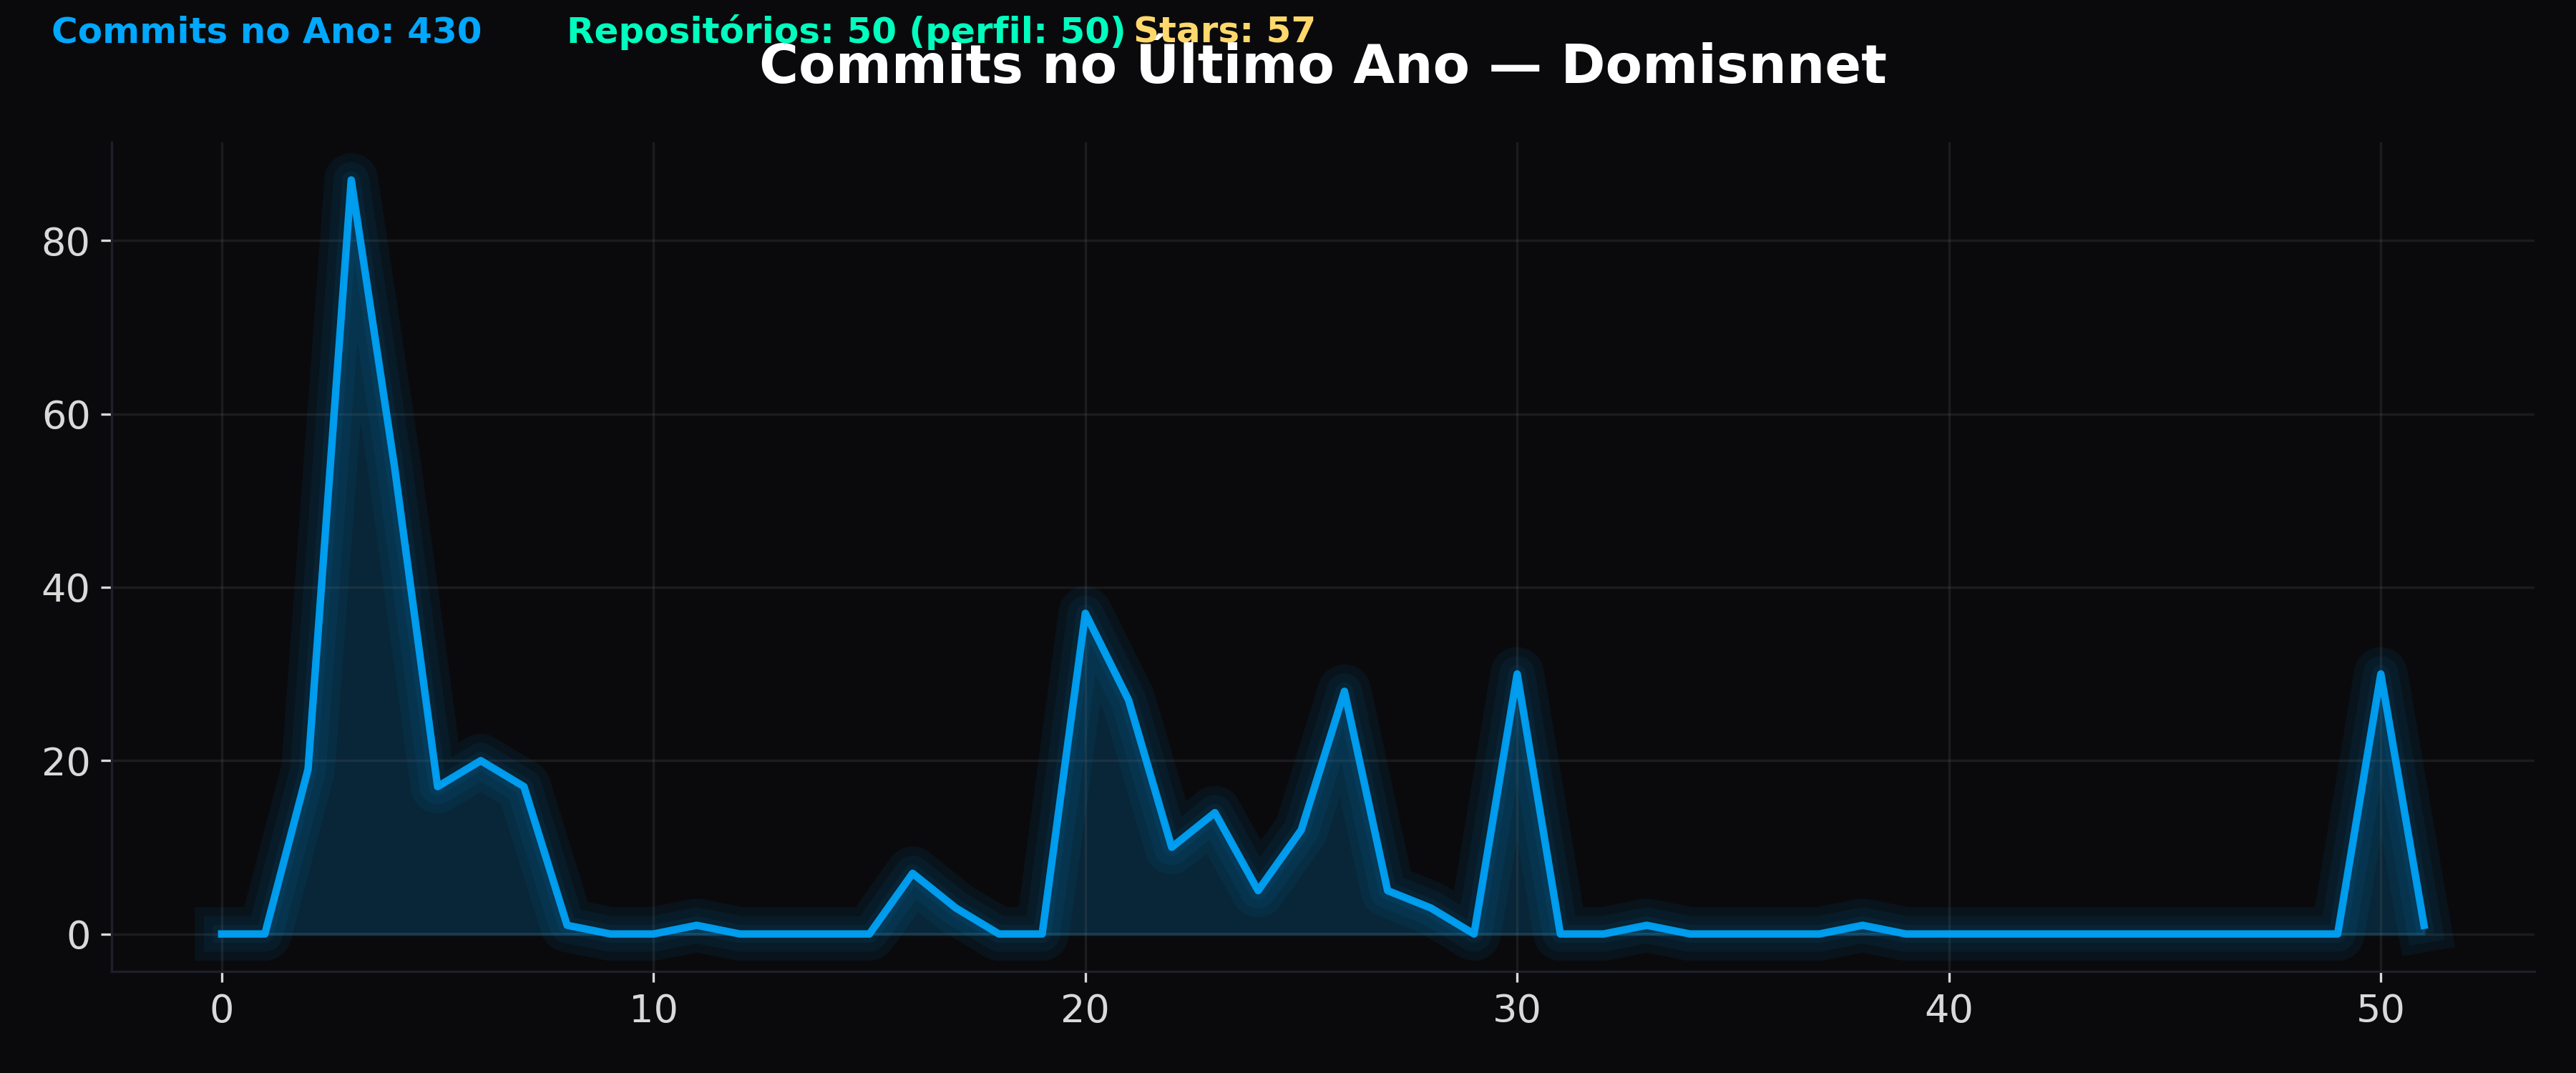 Commits no Ano: 430 Repositórios: 50 (perfil: 50) Stars: 57
Commits no Último Ano — Domisnnet
80
60
40
20
0
0 10 20 30 40 50